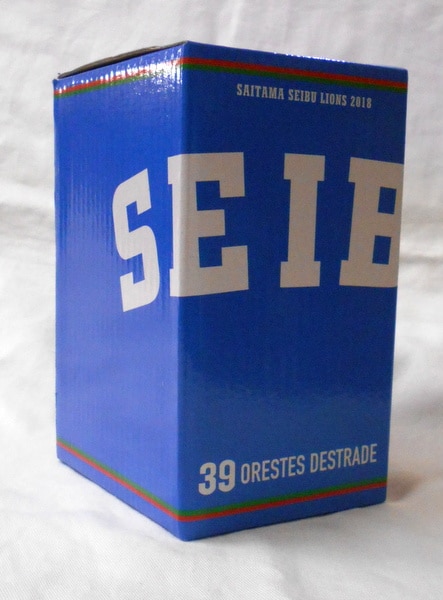 SAITAMA SEIBU LIONS 2018
SEIB
39 ORESTES DESTRADE